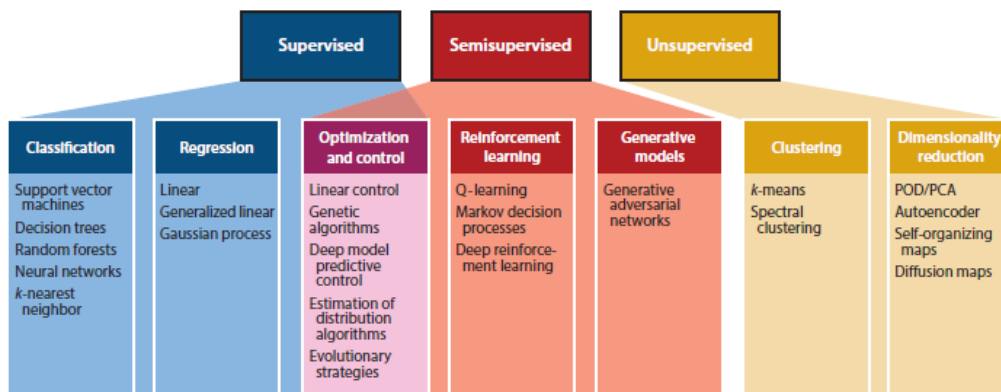 Supervised
Semisupervised
Unsupervised
Classification
Support vector
machines
Decision trees
Random forests
Neural networks
k-nearest
neighbor
Regression
Linear
Generalized linear
Gaussian process
Optimization
and control
Linear control
Genetic
algorithms
Deep model
predictive
control
Estimation of
distribution
algorithms
Evolutionary
strategies
Reinforcement
learning
Q-learning
Markov decision
processes
Deep reinforce-
ment learning
Generative
models
Generative
adversarial
networks
Clustering
k-means
Spectral
clustering
Dimensionality
reduction
POD/PCA
Autoencoder
Self-organizing
maps
Diffusion maps